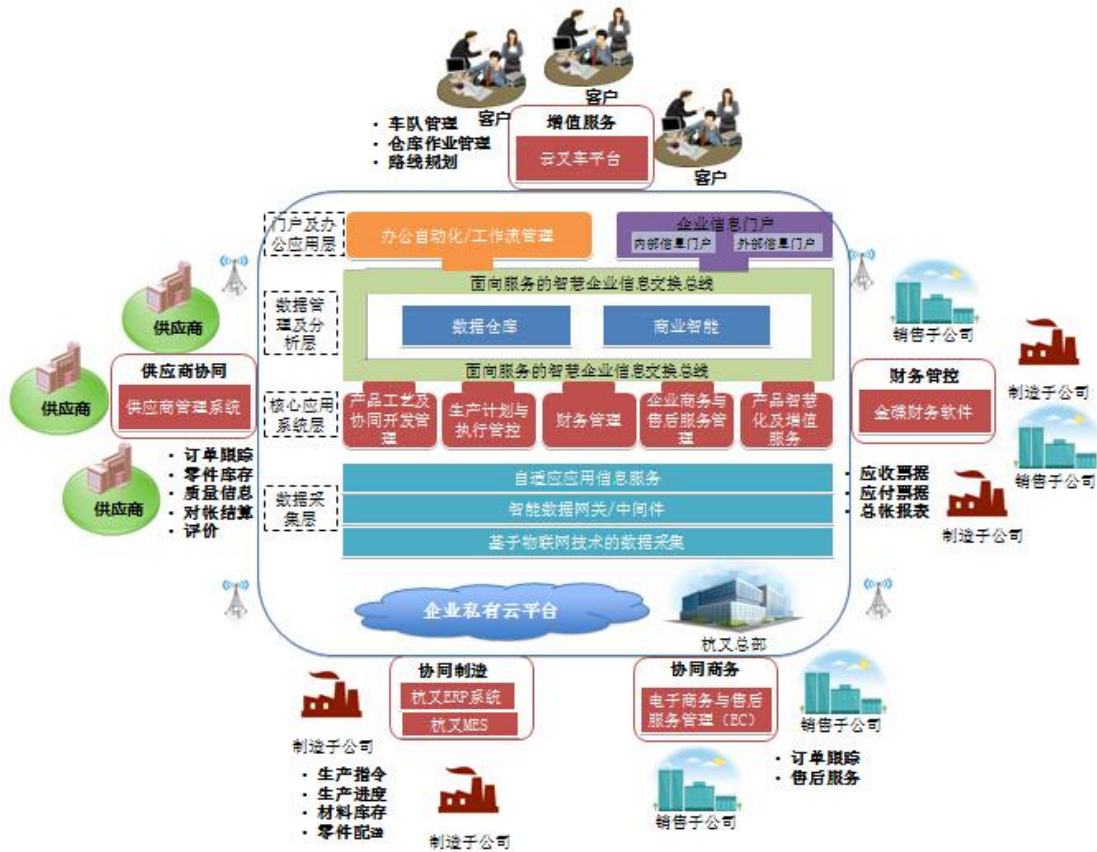 客户
客户
客户
• 车队管理
• 仓库作业管理
• 路线规划
增值服务
云叉车平台
门户及办
公应用层
办公自动化/工作流管理
企业信息门户
内部信息门户
外部信息门户
数据管
理及分
析层
面向服务的智慧企业信息交换总线
数据仓库
商业智能
面向服务的智慧企业信息交换总线
核心应用
系统层
产品工艺及
协同开发管
理
生产计划与
执行管控
财务管理
企业商务与
售后服务管
理
产品智慧
化及增值
服务
数据采
集层
自适应应用信息服务
智能数据网关/中间件
基于物联网技术的数据采集
企业私有云平台
杭叉总部
供应商
供应商
供应商
供应商协同
供应商管理系统
• 订单跟踪
• 零件库存
• 质量信息
• 对帐结算
• 评价
销售子公司
制造子公司
财务管控
金蝶财务软件
销售子公司
制造子公司
• 应收票据
• 应付票据
• 总帐报表
协同制造
杭叉ERP系统
杭叉MES
制造子公司
• 生产指令
• 生产进度
• 材料库存
• 零件配送
制造子公司
协同商务
电子商务与售后
服务管理（EC）
销售子公司
• 订单跟踪
• 售后服务
销售子公司